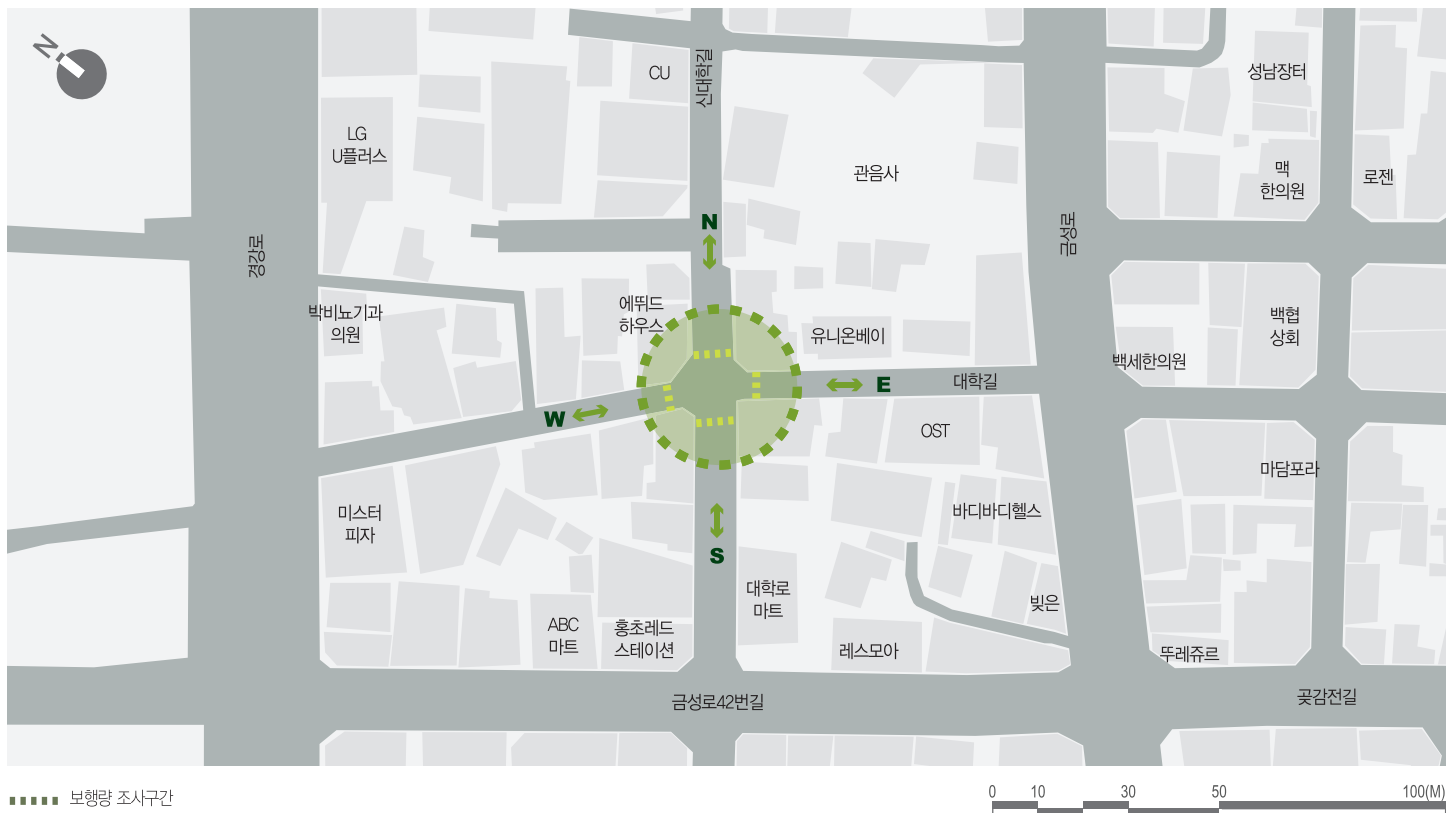 N
CU
신대학길
성남장터
LG
U플러스
관음사
맥
한의원
로젠
N
경강로
금성로
박비뇨기과
의원
에뛰드
하우스
유니온베이
백협
상회
백세한의원
W
E
대학길
OST
마담포라
미스터
피자
바디바디헬스
S
대학로
마트
빚은
ABC
마트
홍초레드
스테이션
레스모아
뚜레쥬르
금성로42번길
곶감전길
보행량 조사구간
0 10 30 50 100(M)